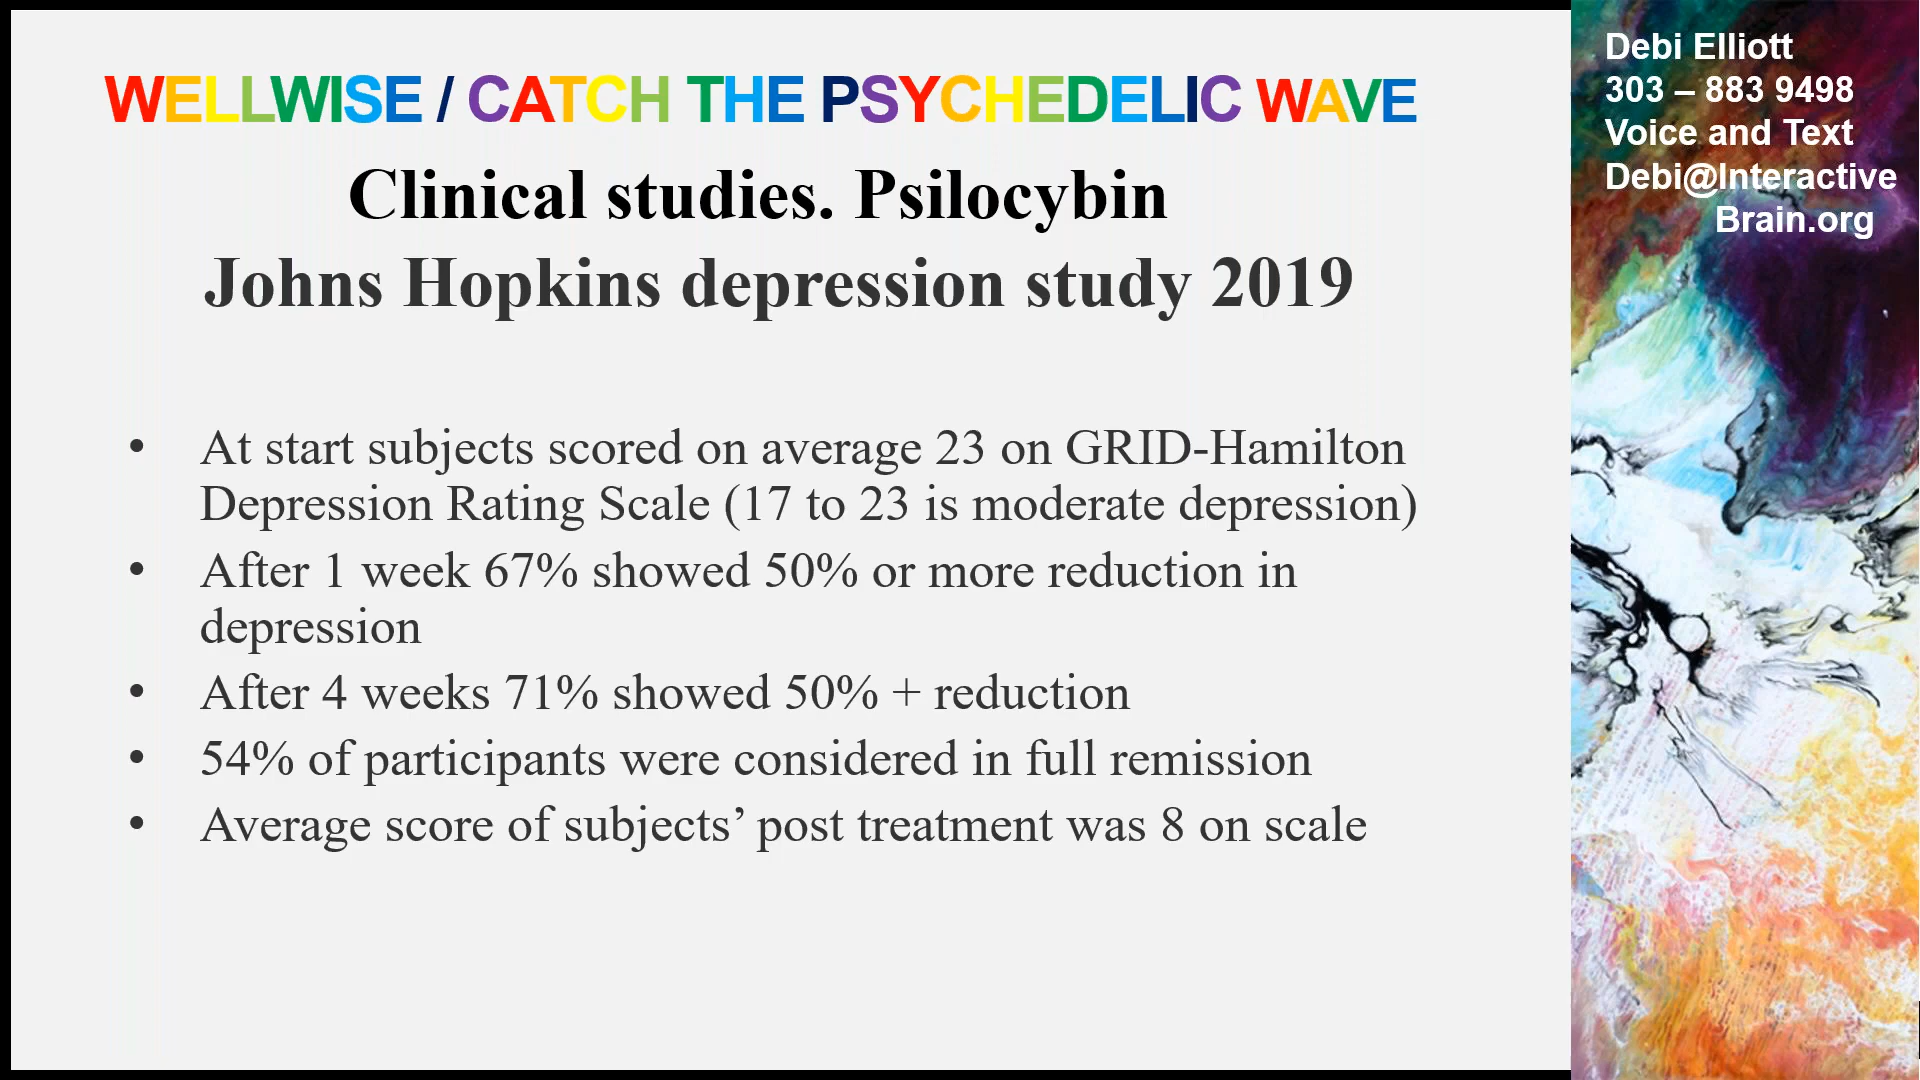 WELLWISE / CATCH THE PSYCHEDELIC WAVE
Clinical studies. Psilocybin
Johns Hopkins depression study 2019
• At start subjects scored on average 23 on GRID-Hamilton
Depression Rating Scale (17 to 23 is moderate depression)
• After 1 week 67% showed 50% or more reduction in
depression
• After 4 weeks 71% showed 50% + reduction
• 54% of participants were considered in full remission
• Average score of subjects’ post treatment was 8 on scale
Debi Elliott
303 – 883 9498
Voice and Text
Debi@Interactive
Brain.org